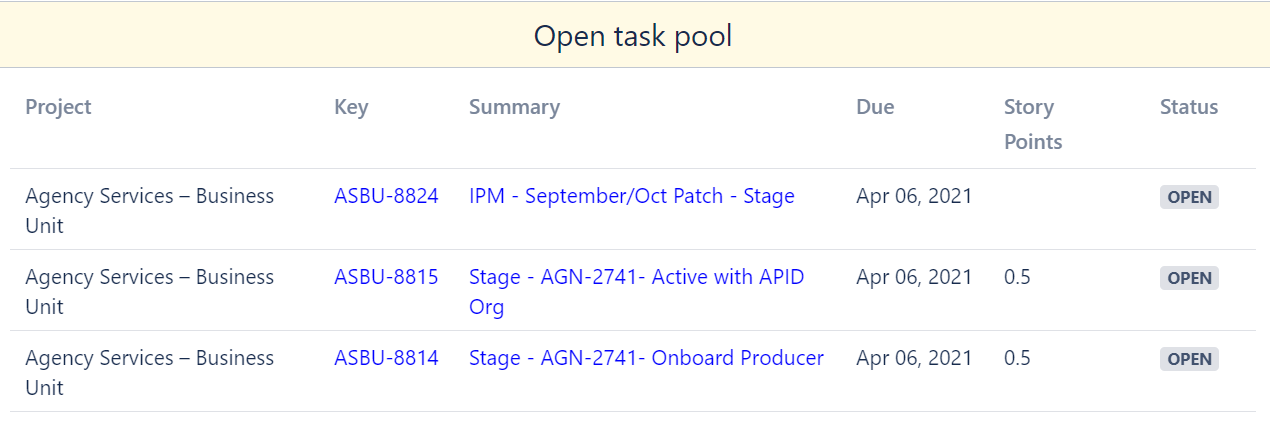 Open task pool
Project Key Summary Due Story Points Status
Agency Services – Business Unit ASBU-8824 IPM - September/Oct Patch - Stage Apr 06, 2021 OPEN
Agency Services – Business Unit ASBU-8815 Stage - AGN-2741- Active with APID Org Apr 06, 2021 0.5 OPEN
Agency Services – Business Unit ASBU-8814 Stage - AGN-2741- Onboard Producer Apr 06, 2021 0.5 OPEN